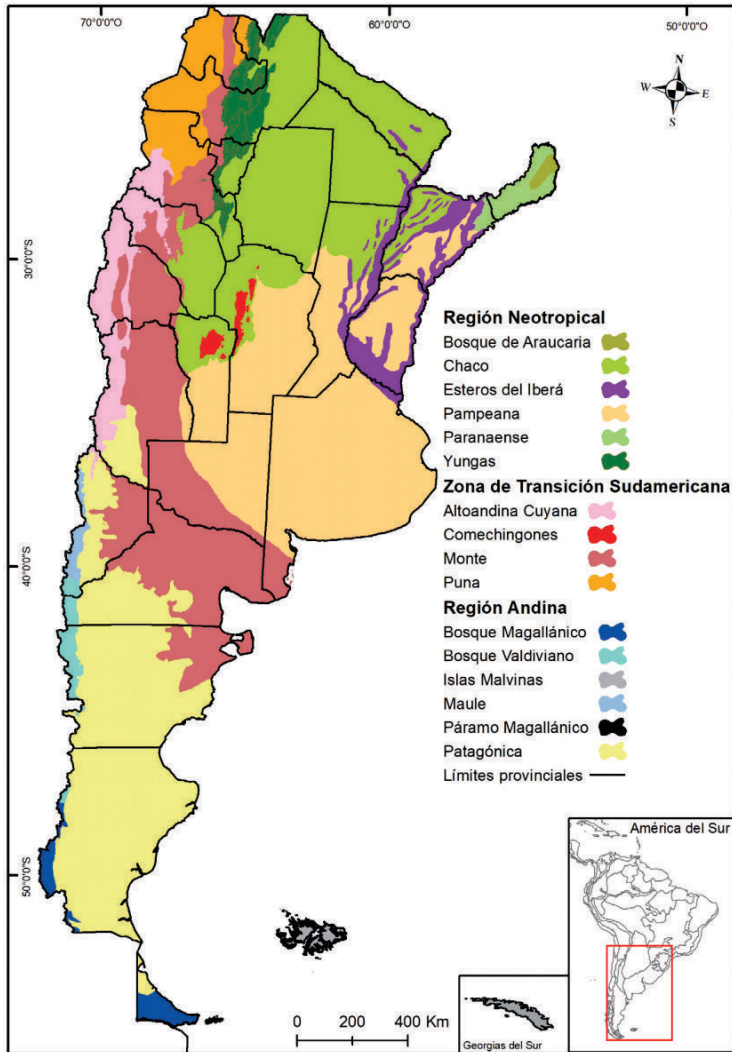 70°0'0"O
60°0'0"O
50°0'0"O
N
W
E
S
30°0'0"S
40°0'0"S
50°0'0"S
Región Neotropical
Bosque de Araucaria
Chaco
Esteros del Iberá
Pampeana
Paranaense
Yungas
Zona de Transición Sudamericana
Altoandina Cuyana
Comechingones
Monte
Puna
Región Andina
Bosque Magallánico
Bosque Valdiviano
Islas Malvinas
Maule
Páramo Magallánico
Patagónica
Límites provinciales
América del Sur
0 200 400 Km
Georgias del Sur